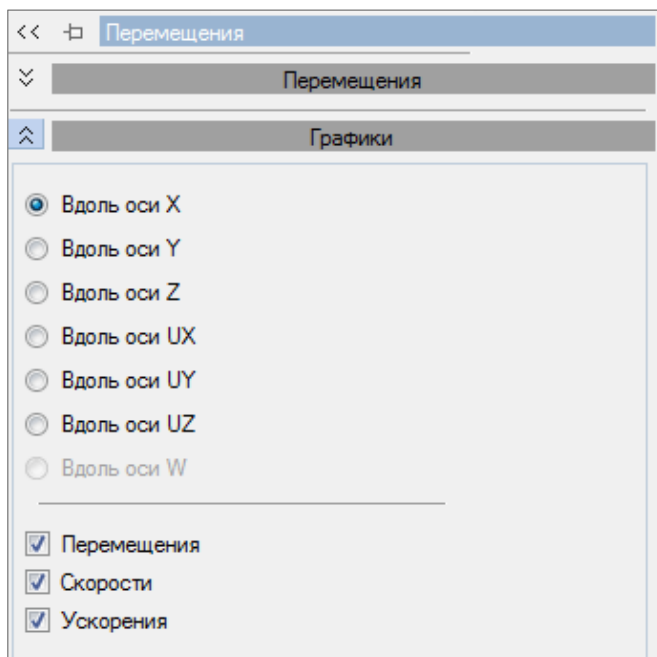 Перемещения
Перемещения
Графики
Вдоль оси X
Вдоль оси Y
Вдоль оси Z
Вдоль оси UX
Вдоль оси UY
Вдоль оси UZ
Вдоль оси W
Перемещения
Скорости
Ускорения